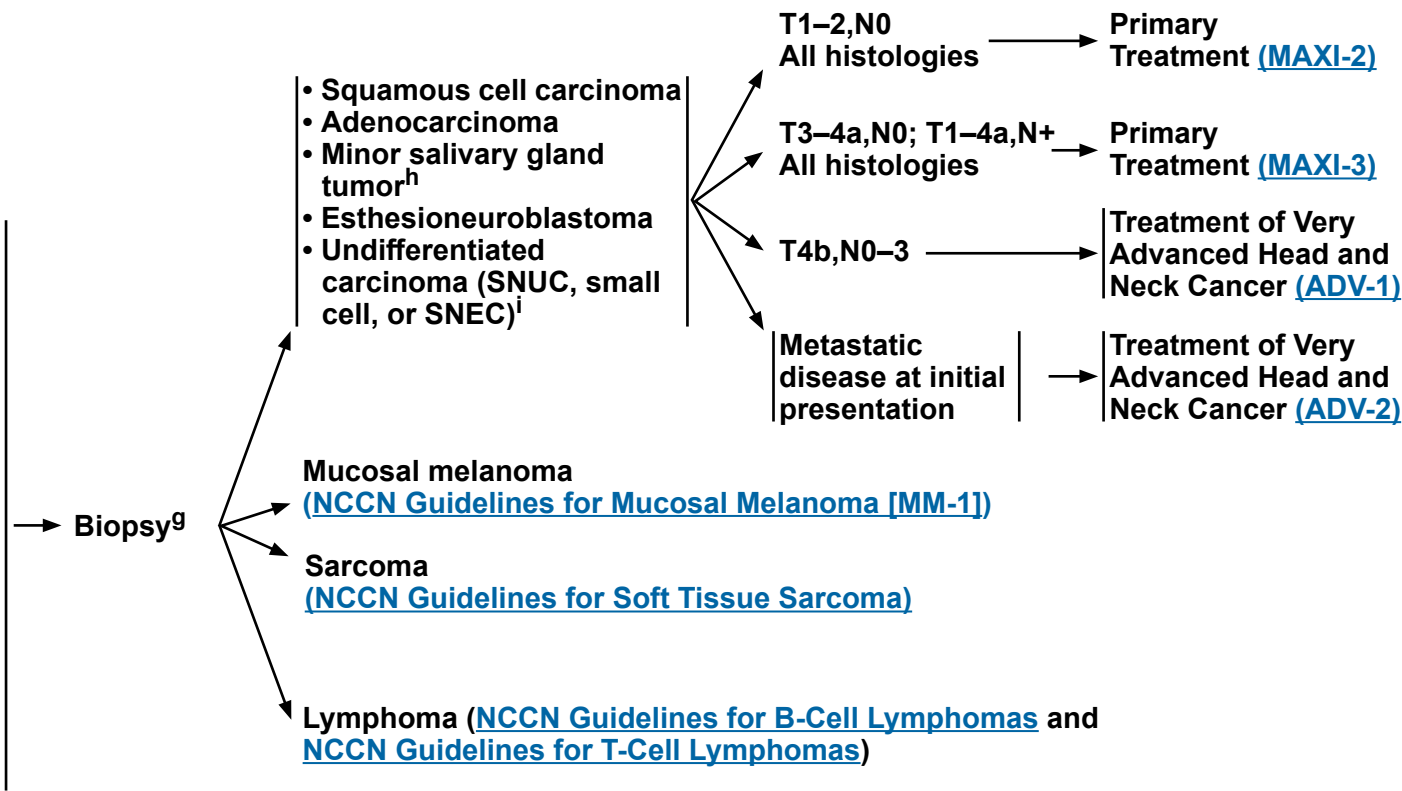 T1–2,N0
All histologies
Primary
Treatment (MAXI-2)
• Squamous cell carcinoma
• Adenocarcinoma
• Minor salivary gland
tumorh
• Esthesioneuroblastoma
• Undifferentiated
carcinoma (SNUC, small
cell, or SNEC)i
T3–4a,N0; T1–4a,N+
All histologies
Primary
Treatment (MAXI-3)
T4b,N0–3
Treatment of Very
Advanced Head and
Neck Cancer (ADV-1)
Metastatic
disease at initial
presentation
Treatment of Very
Advanced Head and
Neck Cancer (ADV-2)
Biopsyg
Mucosal melanoma
(NCCN Guidelines for Mucosal Melanoma [MM-1])
Sarcoma
(NCCN Guidelines for Soft Tissue Sarcoma)
Lymphoma (NCCN Guidelines for B-Cell Lymphomas and
NCCN Guidelines for T-Cell Lymphomas)